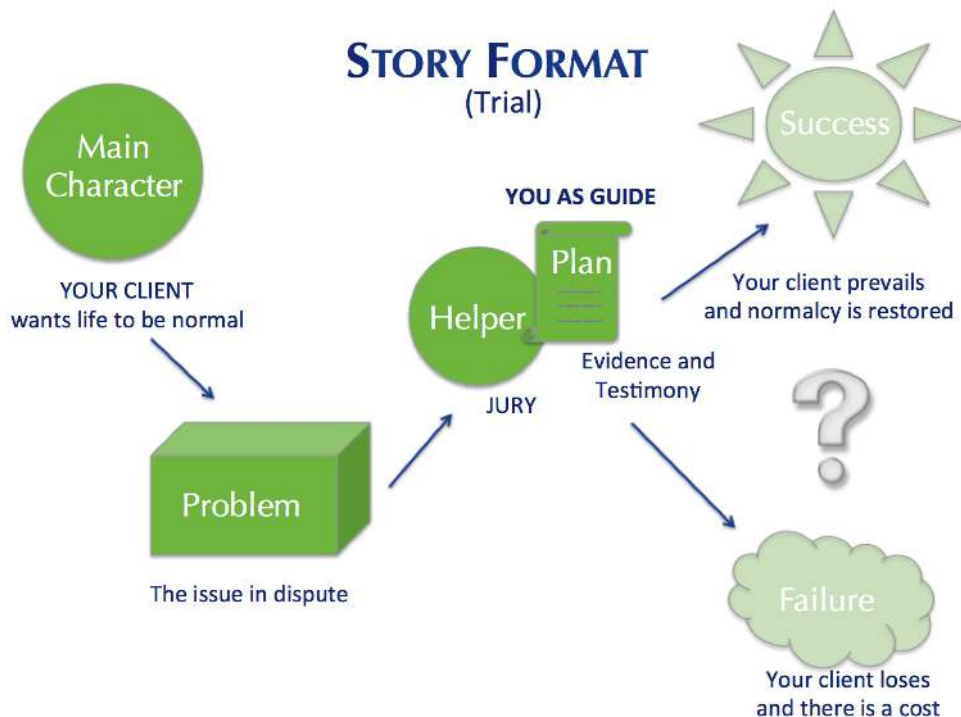 STORY FORMAT
(Trial)
Main
Character
YOUR CLIENT
wants life to be normal
Problem
The issue in dispute
YOU AS GUIDE
Plan
Helper
JURY
Evidence and
Testimony
Success
Your client prevails
and normalcy is restored
?
Failure
Your client loses
and there is a cost